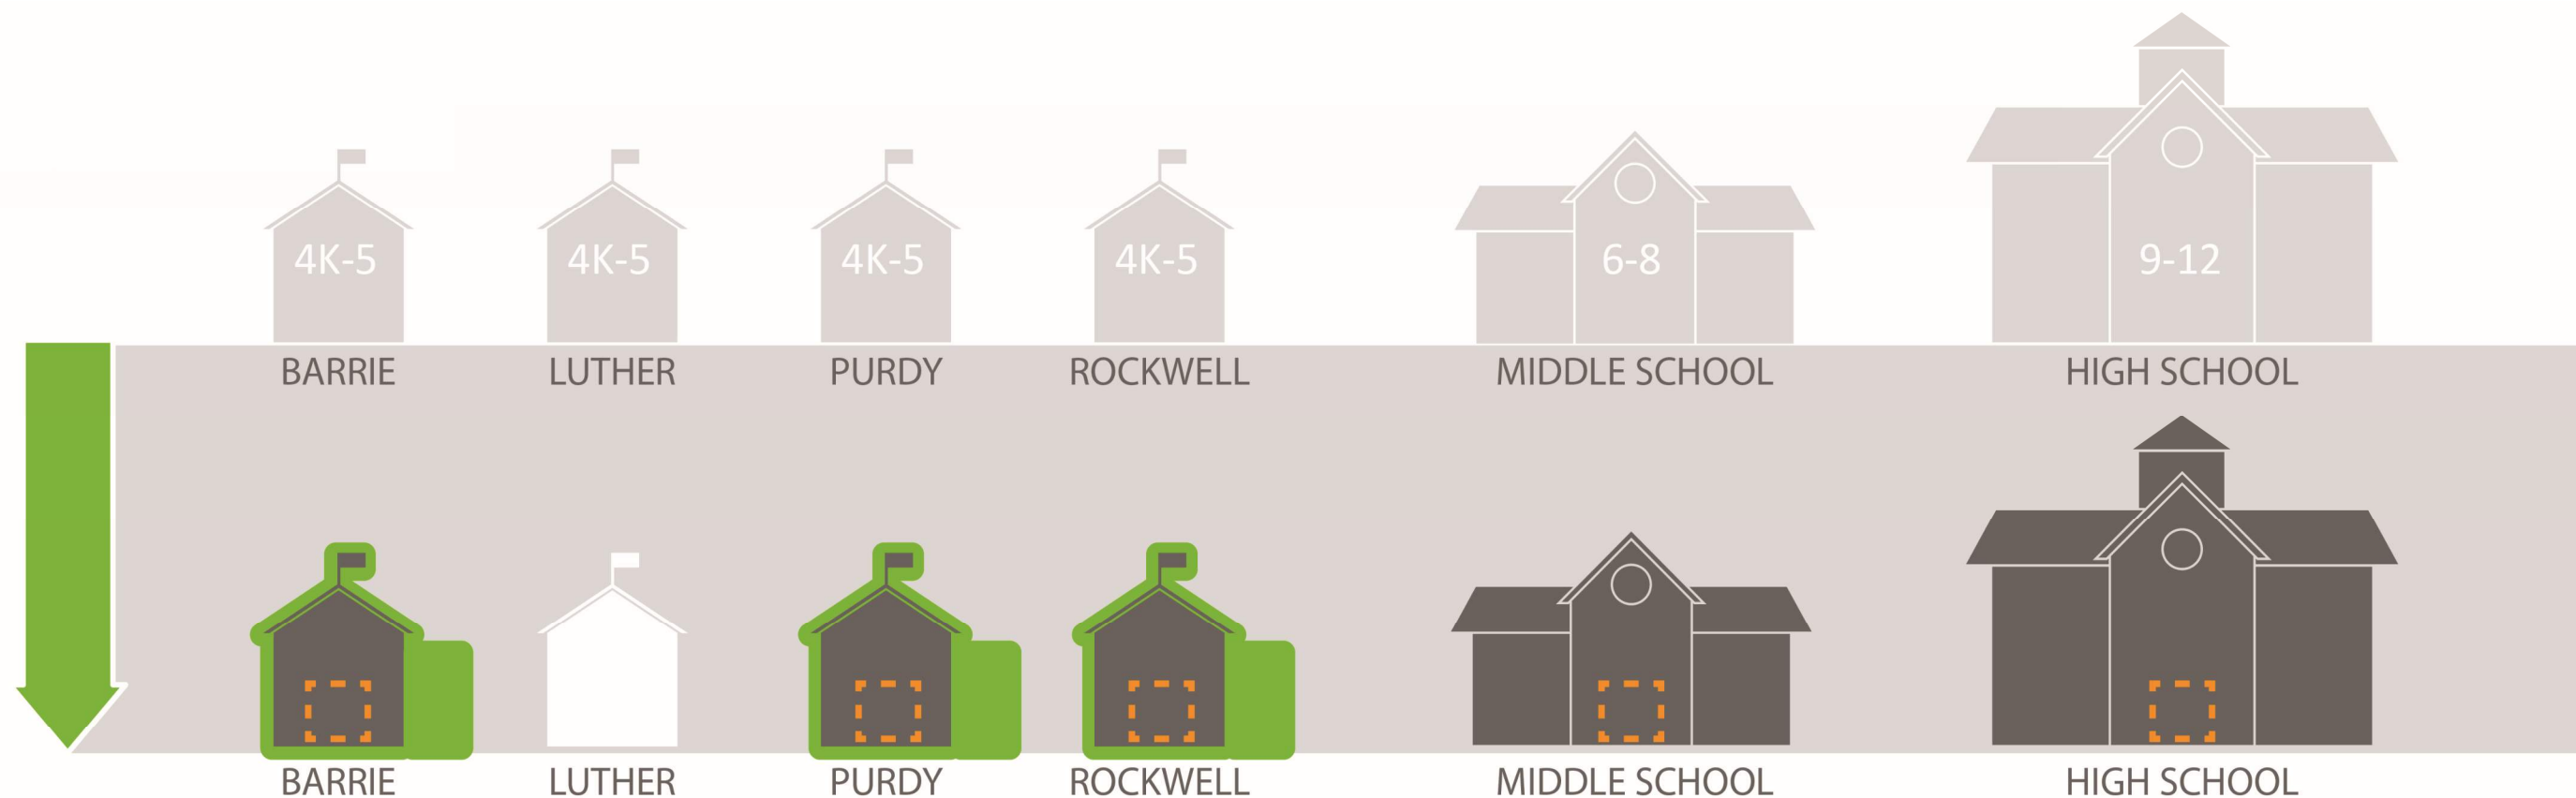 4K-5 4K-5 4K-5 4K-5 6-8 9-12
BARRIE LUTHER PURDY ROCKWELL MIDDLE SCHOOL HIGH SCHOOL
BARRIE LUTHER PURDY ROCKWELL MIDDLE SCHOOL HIGH SCHOOL